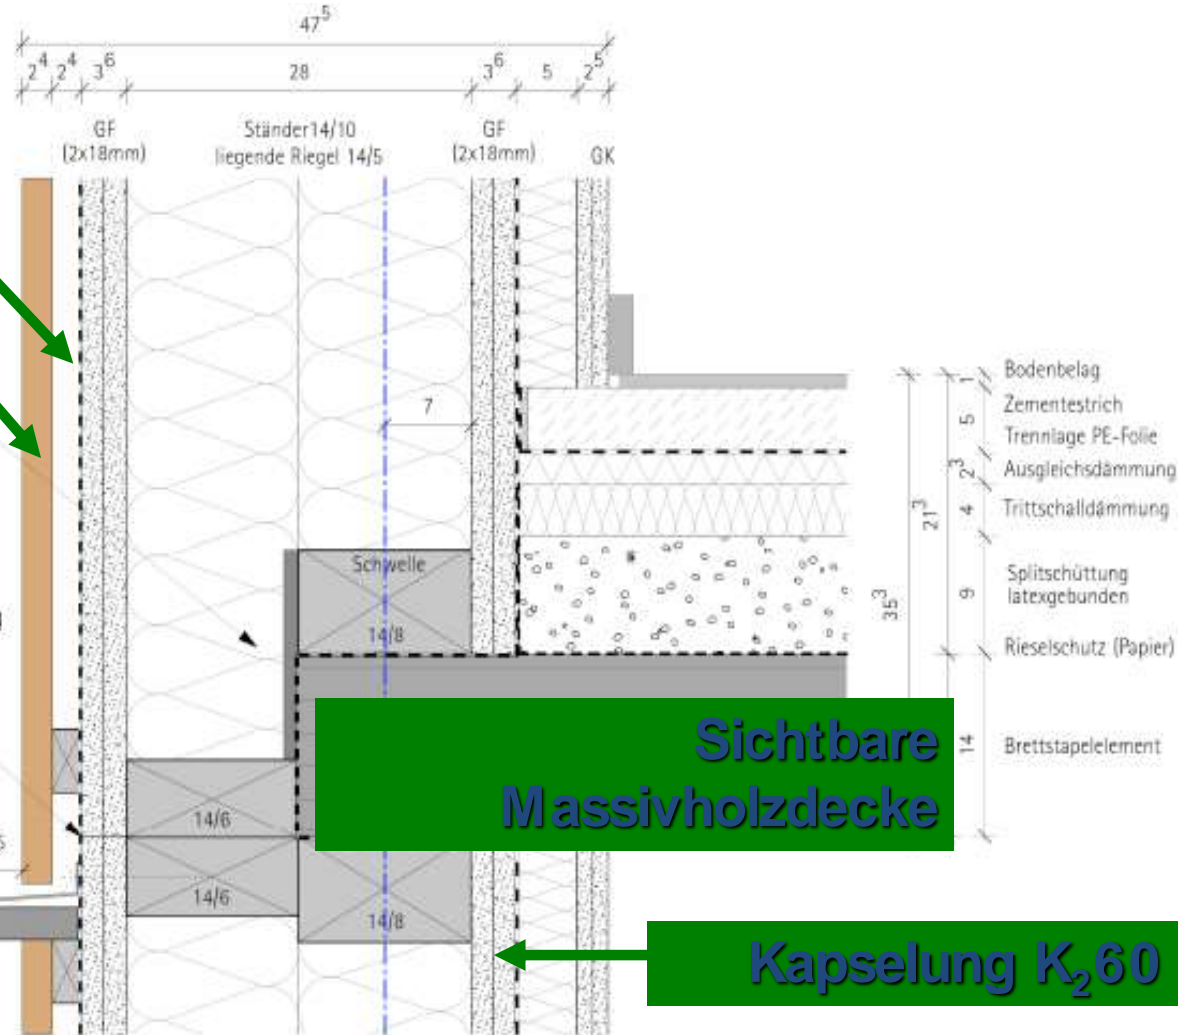 47⁵
2⁴ 2⁴ 3⁶ 28 3⁶ 5 2⁵
GF
(2x18mm)
Ständer14/10
liegende Riegel 14/5
GF
(2x18mm)
GK
7
Schwelle
14/8
14/6
14/6
14/8
1
5
2³
4
9
14
21³
35³
Bodenbelag
Zementestrich
Trennlage PE-Folie
Ausgleichsdämmung
Trittschalldämmung
Splitschüttung
latexgebunden
Rieselschutz (Papier)
Brettstapelelement
Sichtbare
Massivholzdecke
Kapselung K₂60